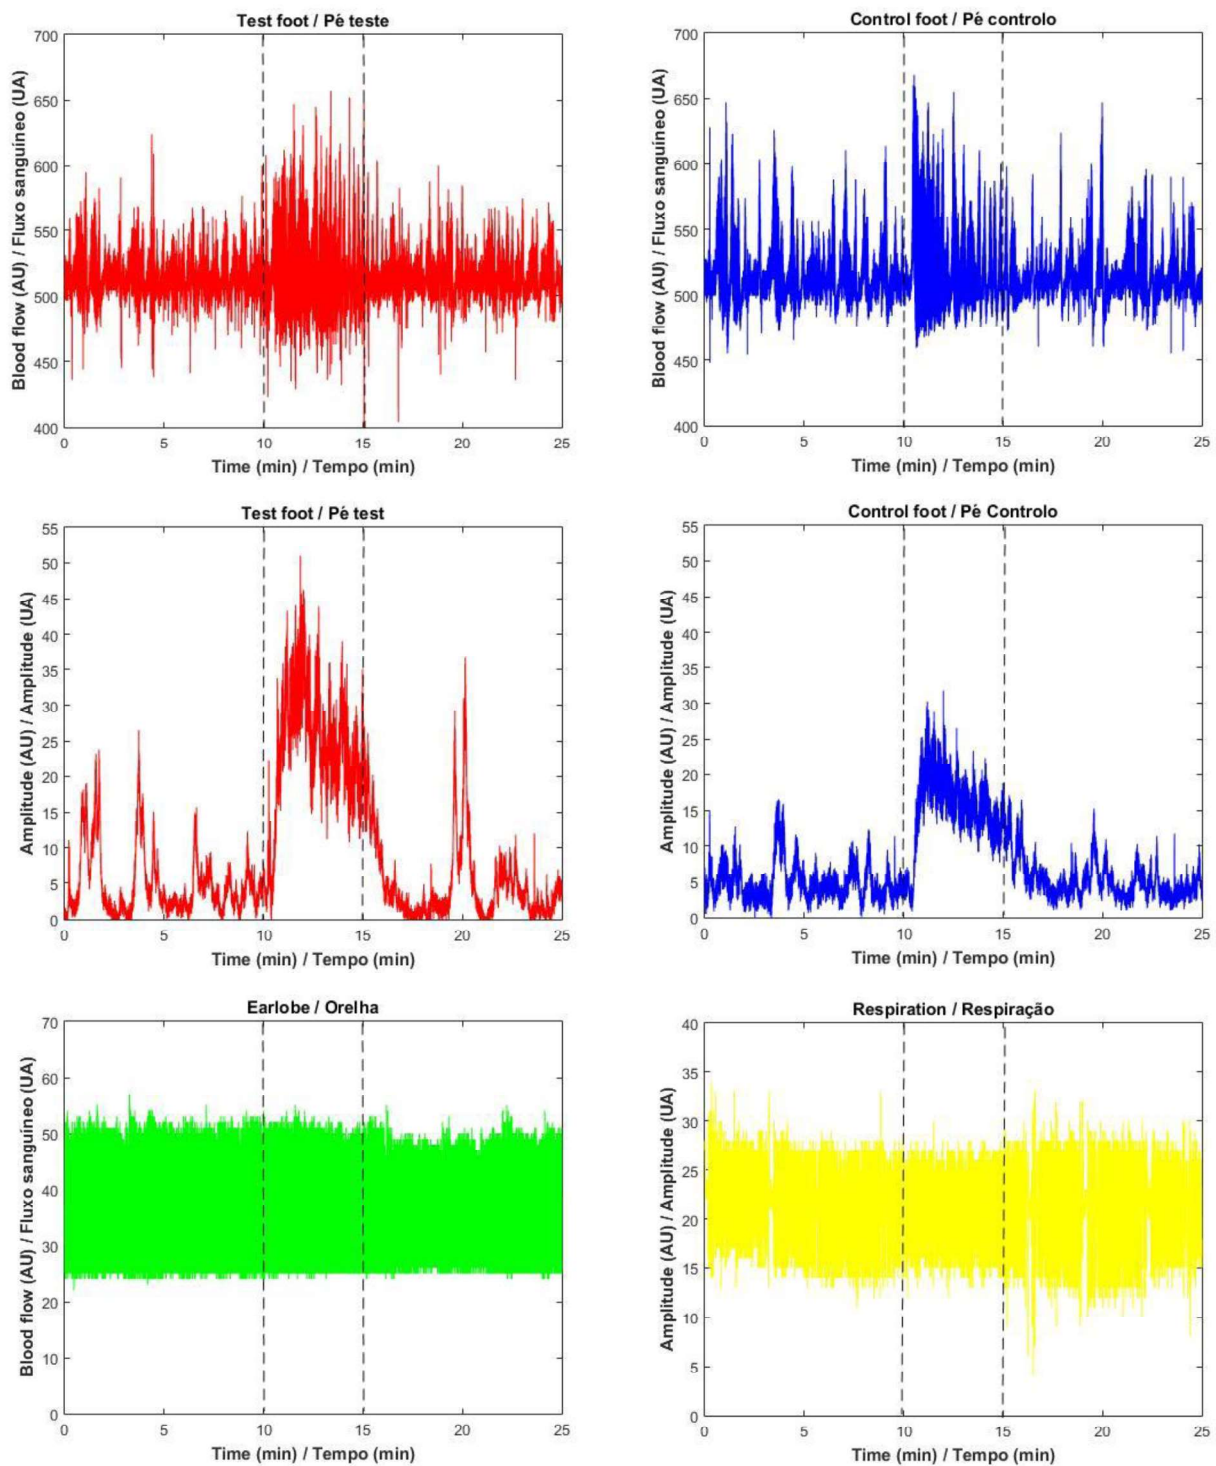 Test foot / Pé teste
Blood flow (AU) / Fluxo sanguíneo (UA)
700
650
600
550
500
450
400
0 5 10 15 20 25
Time (min) / Tempo (min)
Control foot / Pé controlo
Blood flow (AU) / Fluxo sanguíneo (UA)
700
650
600
550
500
450
400
0 5 10 15 20 25
Time (min) / Tempo (min)
Test foot / Pé test
Amplitude (AU) / Amplitude (UA)
55
50
45
40
35
30
25
20
15
10
5
0
0 5 10 15 20 25
Time (min) / Tempo (min)
Control foot / Pé Controlo
Amplitude (AU) / Amplitude (UA)
55
50
45
40
35
30
25
20
15
10
5
0
0 5 10 15 20 25
Time (min) / Tempo (min)
Earlobe / Orelha
Blood flow (AU) / Fluxo sanguíneo (UA)
70
60
50
40
30
20
10
0
0 5 10 15 20 25
Time (min) / Tempo (min)
Respiration / Respiração
Amplitude (AU) / Amplitude (UA)
40
35
30
25
20
15
10
5
0
0 5 10 15 20 25
Time (min) / Tempo (min)